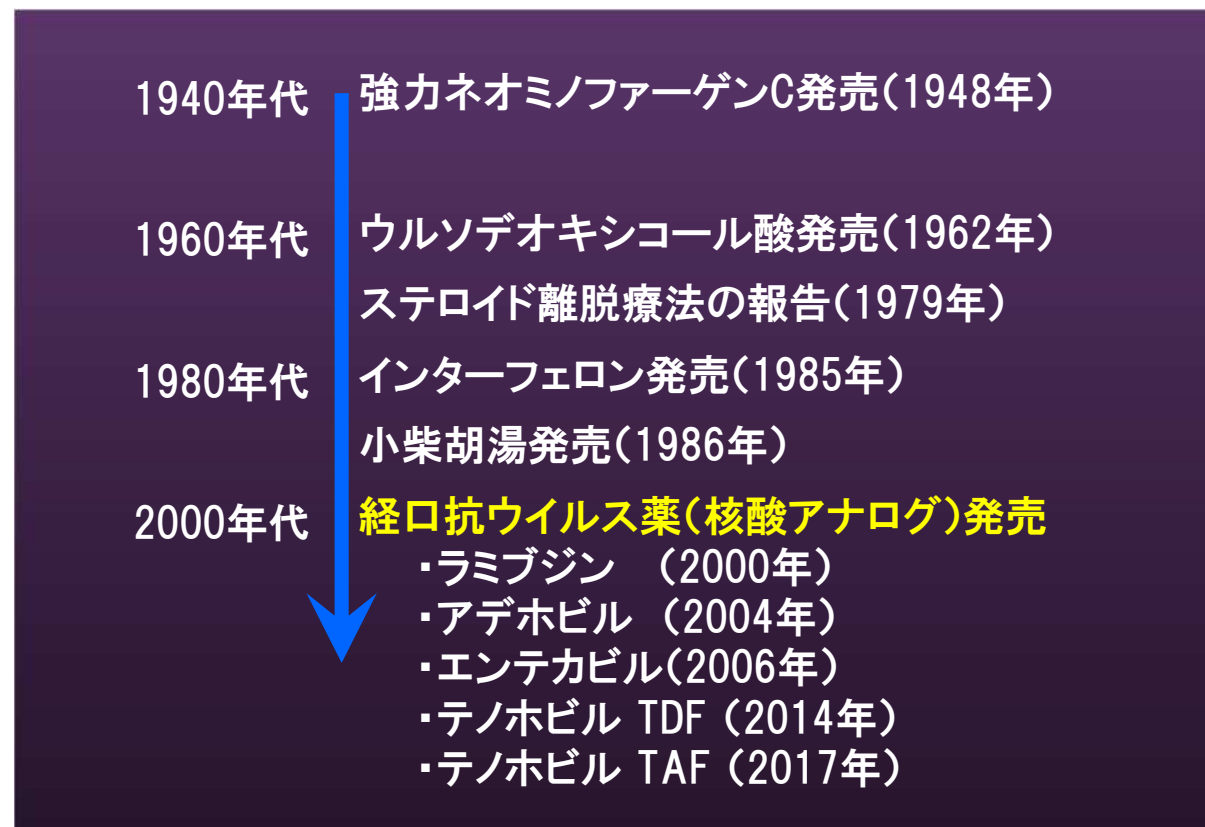 1940年代 強力ネオミノファーゲンC発売(1948年)
1960年代 ウルソデオキシコール酸発売(1962年)
ステロイド離脱療法の報告(1979年)
1980年代 インターフェロン発売(1985年)
小柴胡湯発売(1986年)
2000年代 経口抗ウイルス薬(核酸アナログ)発売
・ラミブジン (2000年)
・アデホビル (2004年)
・エンテカビル(2006年)
・テノホビル TDF (2014年)
・テノホビル TAF (2017年)